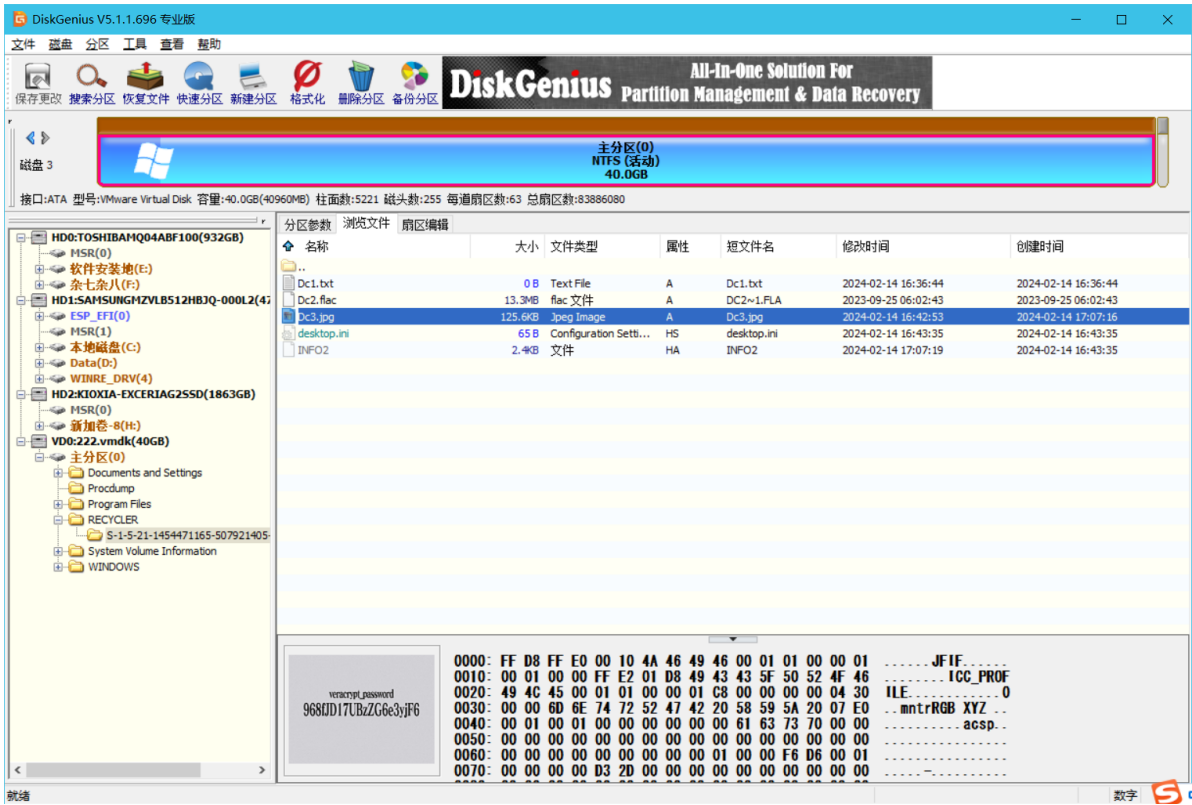 DiskGenius V5.1.1.696 专业版
文件 磁盘 分区 工具 查看 帮助
保存更改 搜索分区 恢复文件 快速分区 新建分区 格式化 删除分区 备份分区
DiskGenius All-In-One Solution For
Partition Management & Data Recovery
磁盘 3
主分区(0)
NTFS (活动)
40.0GB
接口:ATA 型号:VMware Virtual Disk 容量:40.0GB(40960MB) 柱面数:5221 磁头数:255 每道扇区数:63 总扇区数:83886080
HD0:TOSHIBAMQ04ABF100(932GB)
MSR(0)
软件安装地(E:)
杂七杂八(F:)
HD1:SAMSUNGMZVLB512HBJQ-000L2(47
ESP_EFI(0)
MSR(1)
本地磁盘(C:)
Data(D:)
WINRE_DRV(4)
HD2:KIOXIA-EXCERIAG2SSD(1863GB)
MSR(0)
新加卷-8(H:)
VD0:222.vmdk(40GB)
主分区(0)
Documents and Settings
Procdump
Program Files
RECYCLER
S-1-5-21-1454471165-507921405-
System Volume Information
WINDOWS
分区参数 浏览文件 扇区编辑
名称 大小 文件类型 属性 短文件名 修改时间 创建时间
..
Dc1.txt 0 B Text File A Dc1.txt 2024-02-14 16:36:44 2024-02-14 16:36:44
Dc2.flac 13.3MB flac 文件 A DC2~1.FLA 2023-09-25 06:02:43 2023-09-25 06:02:43
Dc3.jpg 125.6KB Jpeg Image A Dc3.jpg 2024-02-14 16:42:53 2024-02-14 17:07:16
desktop.ini 65 B Configuration Setti... HS desktop.ini 2024-02-14 16:43:35 2024-02-14 16:43:35
INFO2 2.4KB 文件 HA INFO2 2024-02-14 17:07:19 2024-02-14 16:43:35
veracrypt_password
968fJD17UBzZG6e3yjF6
0000: FF D8 FF E0 00 10 4A 46 49 46 00 01 01 00 00 01 ......JFIF......
0010: 00 01 00 00 FF E2 01 D8 49 43 43 5F 50 52 4F 46 ........ICC_PROF
0020: 49 4C 45 00 01 01 00 00 01 C8 00 00 00 00 04 30 ILE............0
0030: 00 00 6D 6E 74 72 52 47 42 20 58 59 5A 20 07 E0 ..mntrRGB XYZ ..
0040: 00 01 00 01 00 00 00 00 00 00 61 63 73 70 00 00 ..........acsp..
0050: 00 00 00 00 00 00 00 00 00 00 00 00 00 00 00 00 ................
0060: 00 00 00 00 00 00 00 00 00 01 00 00 F6 D6 00 01 ................
0070: 00 00 00 00 D3 2D 00 00 00 00 00 00 00 00 00 00 .....-..........
就绪 数字